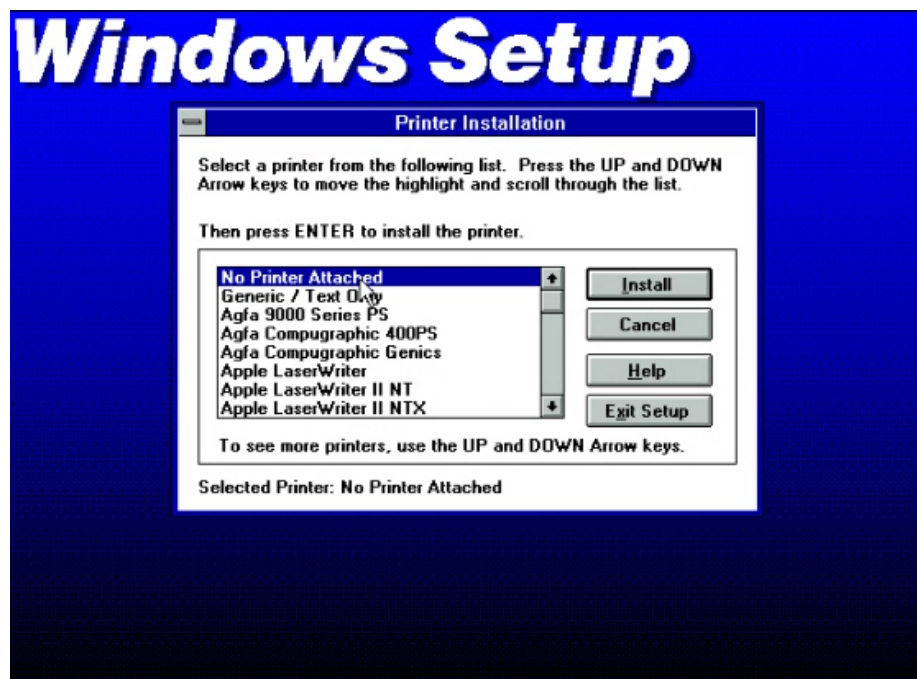 Windows Setup
Printer Installation
Select a printer from the following list.  Press the UP and DOWN
Arrow keys to move the highlight and scroll through the list.
Then press ENTER to install the printer.
No Printer Attached
Generic / Text Only
Agfa 9000 Series PS
Agfa Compugraphic 400PS
Agfa Compugraphic Genics
Apple LaserWriter
Apple LaserWriter II NT
Apple LaserWriter II NTX
Install
Cancel
Help
Exit Setup
To see more printers, use the UP and DOWN Arrow keys.
Selected Printer: No Printer Attached